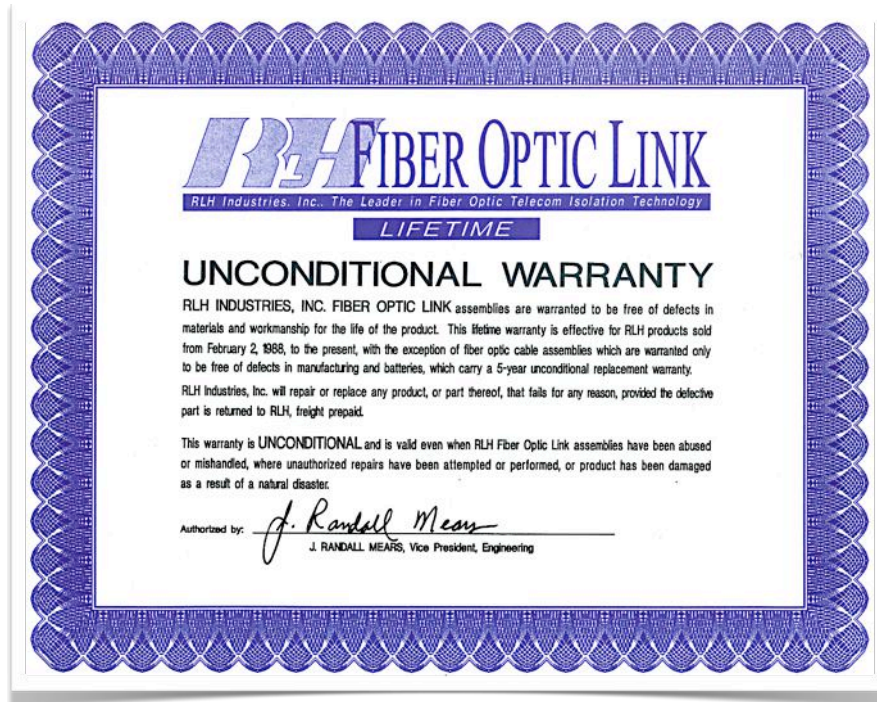 RLH FIBER OPTIC LINK
RLH Industries, Inc.. The Leader in Fiber Optic Telecom Isolation Technology
LIFETIME
UNCONDITIONAL WARRANTY
RLH INDUSTRIES, INC. FIBER OPTIC LINK assemblies are warranted to be free of defects in
materials and workmanship for the life of the product. This lifetime warranty is effective for RLH products sold
from February 2, 1988, to the present, with the exception of fiber optic cable assemblies which are warranted only
to be free of defects in manufacturing and batteries, which carry a 5-year unconditional replacement warranty.
RLH Industries, Inc. will repair or replace any product, or part thereof, that fails for any reason, provided the defective
part is returned to RLH, freight prepaid.
This warranty is UNCONDITIONAL and is valid even when RLH Fiber Optic Link assemblies have been abused
or mishandled, where unauthorized repairs have been attempted or performed, or product has been damaged
as a result of a natural disaster.
Authorized by: J. Randall Mears
J. RANDALL MEARS, Vice President, Engineering